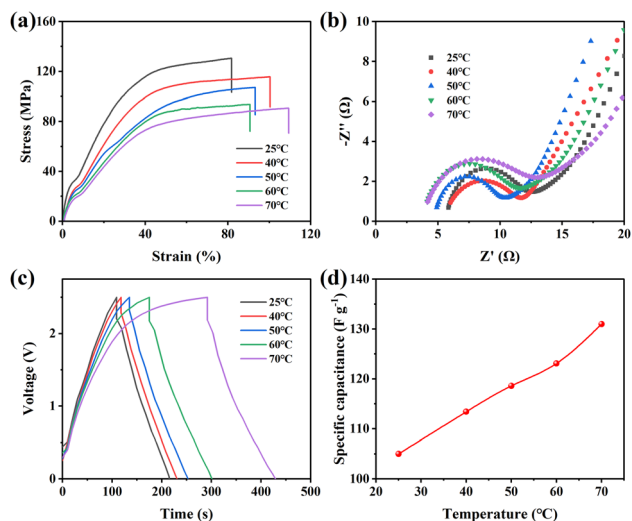 (a)
160
120
80
40
0
Stress (MPa)
0 20 40 60 80 100 120
Strain (%)
25℃
40℃
50℃
60℃
70℃
(b)
10
8
6
4
2
0
-Z'' (Ω)
0 5 10 15 20
Z' (Ω)
25℃
40℃
50℃
60℃
70℃
(c)
2
1
0
Voltage (V)
0 100 200 300 400 500
Time (s)
25℃
40℃
50℃
60℃
70℃
(d)
140
130
120
110
100
Specific capacitance (F g⁻¹)
20 30 40 50 60 70
Temperature (℃)